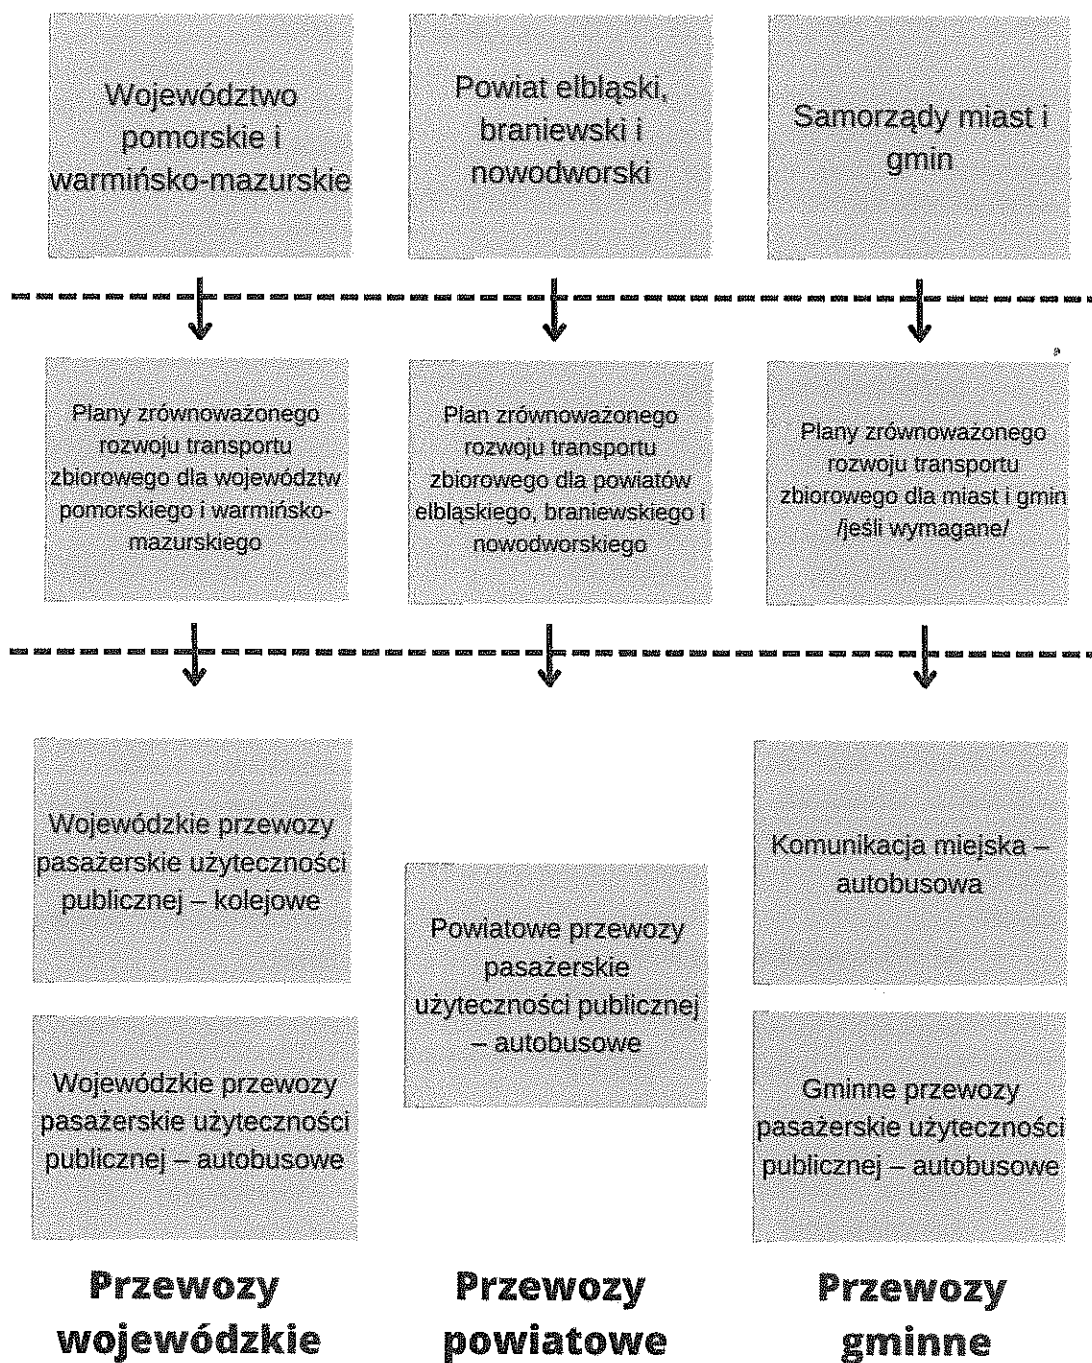 Województwo
pomorskie i
warmińsko-mazurskie
Powiat elbląski,
braniewski i
nowodworski
Samorządy miast i
gmin
Plany zrównoważonego
rozwoju transportu
zbiorowego dla województw
pomorskiego i warmińsko-
mazurskiego
Plan zrównoważonego
rozwoju transportu
zbiorowego dla powiatów
elbląskiego, braniewskiego i
nowodworskiego
Plany zrównoważonego
rozwoju transportu
zbiorowego dla miast i gmin
/jeśli wymagane/
Wojewódzkie przewozy
pasażerskie użyteczności
publicznej – kolejowe
Wojewódzkie przewozy
pasażerskie użyteczności
publicznej – autobusowe
Powiatowe przewozy
pasażerskie
użyteczności publicznej
– autobusowe
Komunikacja miejska –
autobusowa
Gminne przewozy
pasażerskie użyteczności
publicznej – autobusowe
Przewozy
wojewódzkie
Przewozy
powiatowe
Przewozy
gminne